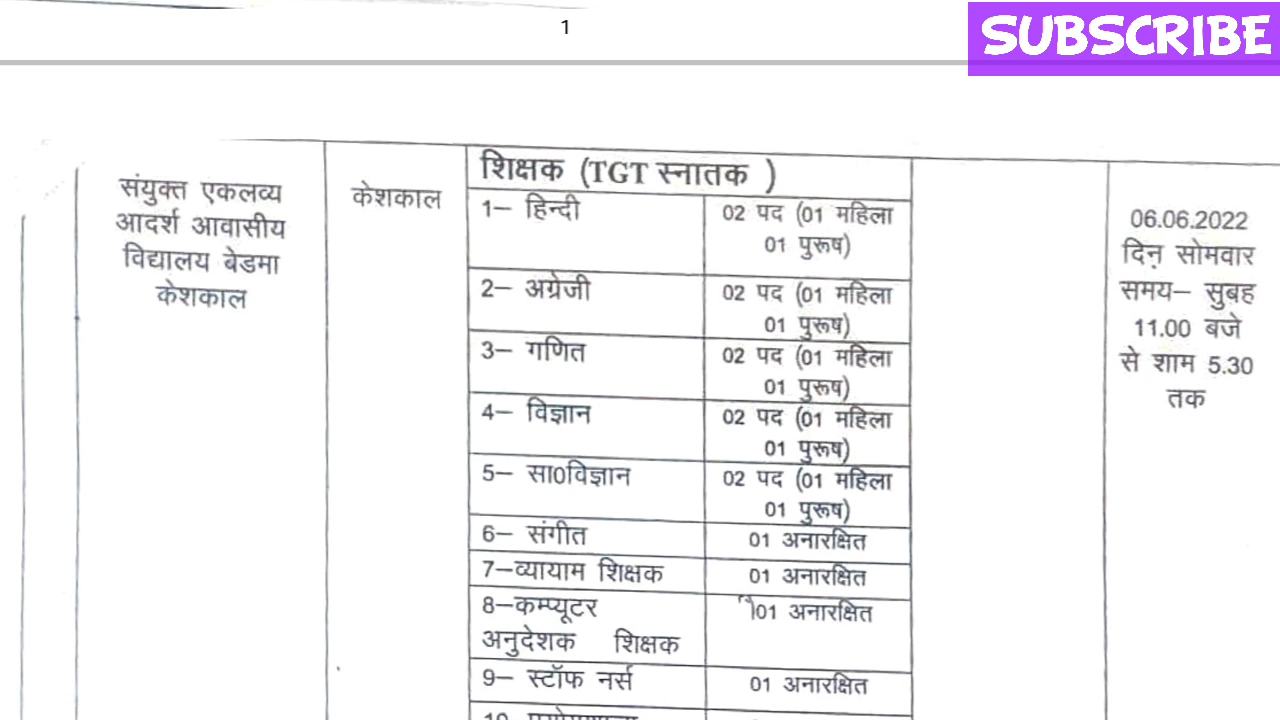 1
SUBSCRIBE
संयुक्त एकलव्य
आदर्श आवासीय
विद्यालय बेडमा
केशकाल
केशकाल
शिक्षक (TGT स्नातक )
1– हिन्दी
02 पद (01 महिला
01 पुरूष)
2– अग्रेजी
02 पद (01 महिला
01 पुरूष)
3– गणित
02 पद (01 महिला
01 पुरूष)
4– विज्ञान
02 पद (01 महिला
01 पुरूष)
5– सा0विज्ञान
02 पद (01 महिला
01 पुरूष)
6– संगीत
01 अनारक्षित
7–व्यायाम शिक्षक
01 अनारक्षित
8–कम्प्यूटर
अनुदेशक शिक्षक
01 अनारक्षित
9– स्टॉफ नर्स
01 अनारक्षित
06.06.2022
दिन सोमवार
समय– सुबह
11.00 बजे
से शाम 5.30
तक